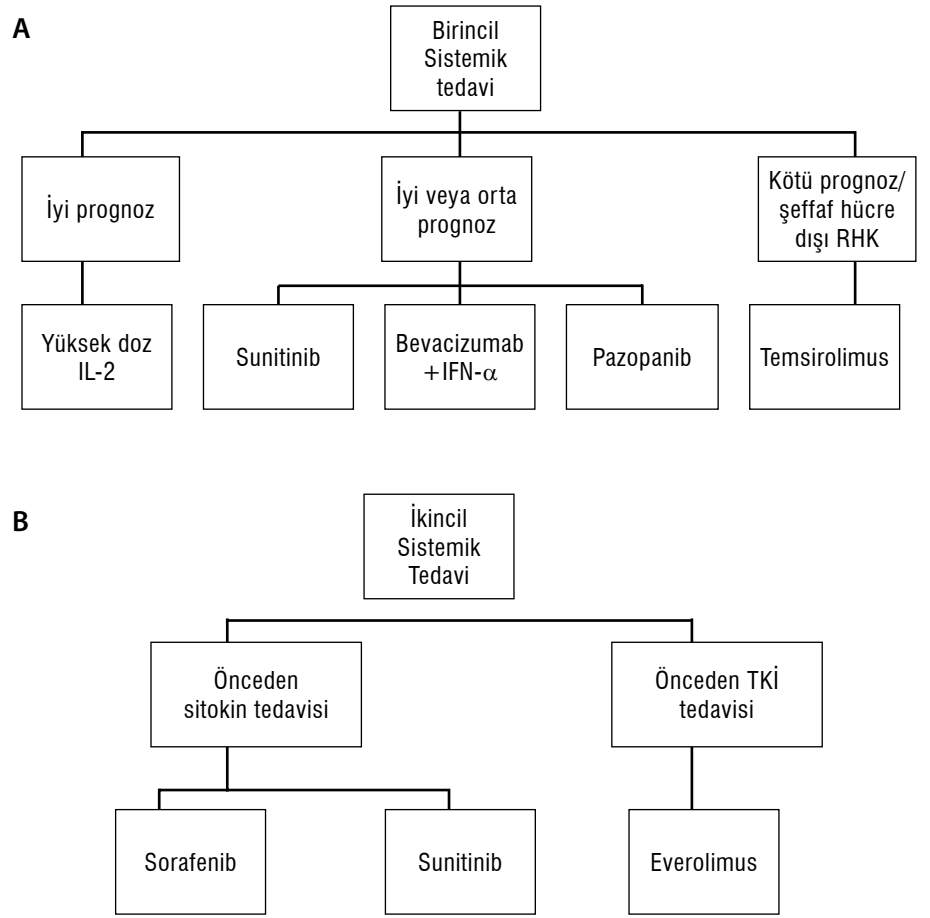 A
Birincil
Sistemik
tedavi
İyi prognoz
İyi veya orta
prognoz
Kötü prognoz/
şeffaf hücre
dışı RHK
Yüksek doz
IL-2
Sunitinib
Bevacizumab
+IFN-α
Pazopanib
Temsirolimus
B
İkincil
Sistemik
Tedavi
Önceden
sitokin tedavisi
Önceden TKİ
tedavisi
Sorafenib
Sunitinib
Everolimus